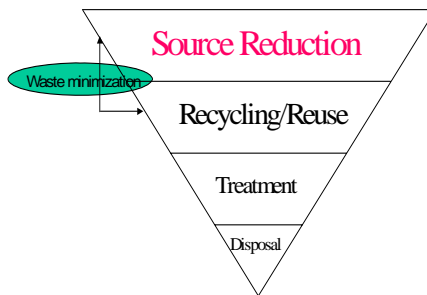 Source Reduction
Waste minimization
Recycling/Reuse
Treatment
Disposal